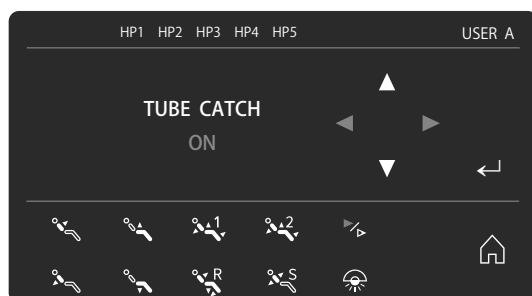 HP1 HP2 HP3 HP4 HP5 USER A
TUBE CATCH
ON
1 2
R S